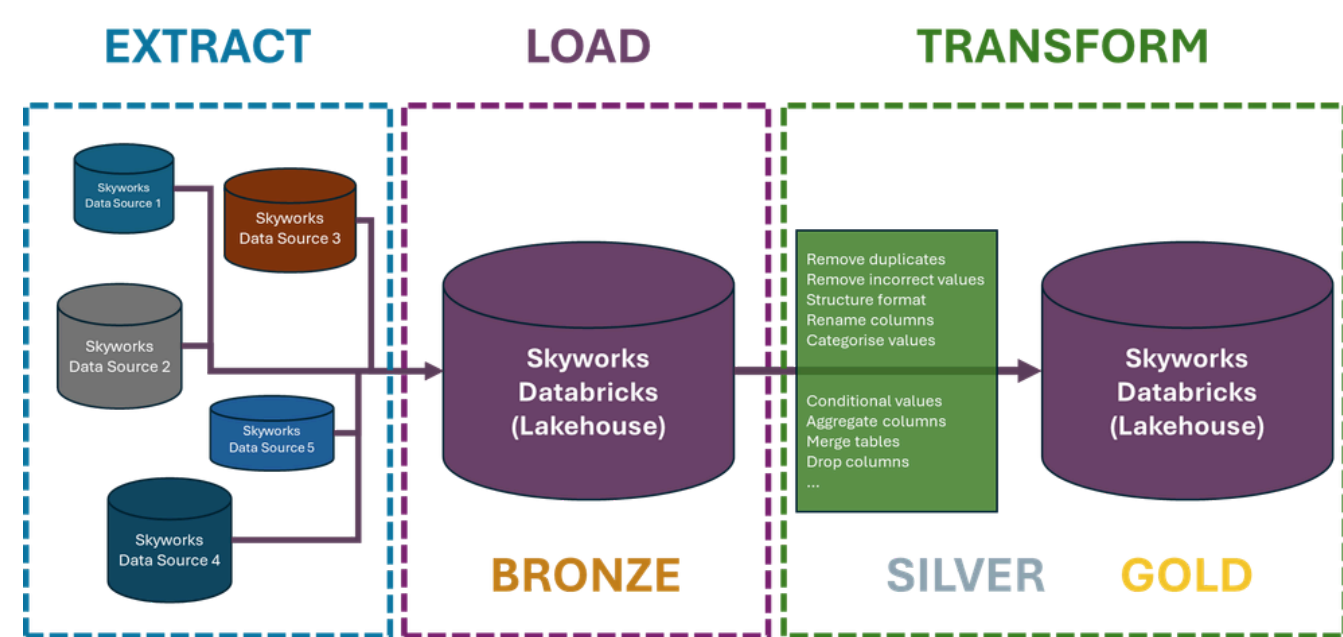 EXTRACT
LOAD
TRANSFORM
Skyworks
Data Source 1
Skyworks
Data Source 3
Skyworks
Data Source 2
Skyworks
Data Source 5
Skyworks
Data Source 4
Skyworks
Databricks
(Lakehouse)
Remove duplicates
Remove incorrect values
Structure format
Rename columns
Categorise values
Conditional values
Aggregate columns
Merge tables
Drop columns
...
Skyworks
Databricks
(Lakehouse)
BRONZE
SILVER
GOLD